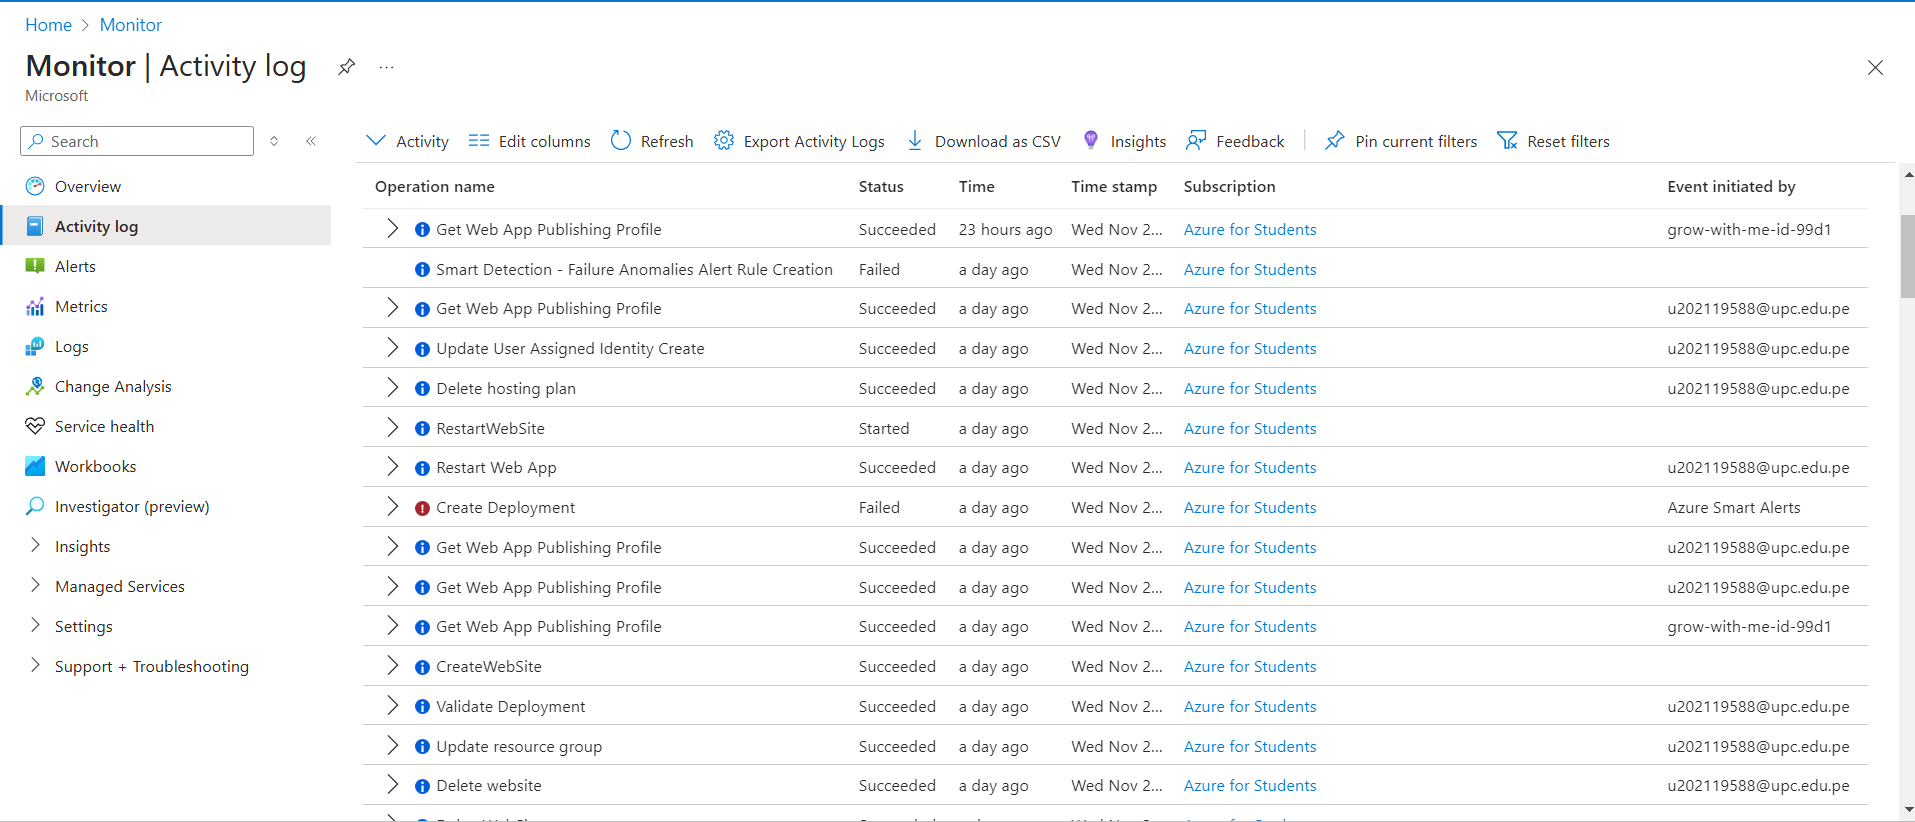 Home > Monitor
Monitor | Activity log ...
Microsoft
Search
Overview
Activity log
Alerts
Metrics
Logs
Change Analysis
Service health
Workbooks
Investigator (preview)
Insights
Managed Services
Settings
Support + Troubleshooting
Activity Edit columns Refresh Export Activity Logs Download as CSV Insights Feedback Pin current filters Reset filters
Operation name Status Time Time stamp Subscription Event initiated by
Get Web App Publishing Profile Succeeded 23 hours ago Wed Nov 2... Azure for Students grow-with-me-id-99d1
Smart Detection - Failure Anomalies Alert Rule Creation Failed a day ago Wed Nov 2... Azure for Students
Get Web App Publishing Profile Succeeded a day ago Wed Nov 2... Azure for Students u202119588@upc.edu.pe
Update User Assigned Identity Create Succeeded a day ago Wed Nov 2... Azure for Students u202119588@upc.edu.pe
Delete hosting plan Succeeded a day ago Wed Nov 2... Azure for Students u202119588@upc.edu.pe
RestartWebSite Started a day ago Wed Nov 2... Azure for Students
Restart Web App Succeeded a day ago Wed Nov 2... Azure for Students u202119588@upc.edu.pe
Create Deployment Failed a day ago Wed Nov 2... Azure for Students Azure Smart Alerts
Get Web App Publishing Profile Succeeded a day ago Wed Nov 2... Azure for Students u202119588@upc.edu.pe
Get Web App Publishing Profile Succeeded a day ago Wed Nov 2... Azure for Students u202119588@upc.edu.pe
Get Web App Publishing Profile Succeeded a day ago Wed Nov 2... Azure for Students grow-with-me-id-99d1
CreateWebSite Succeeded a day ago Wed Nov 2... Azure for Students
Validate Deployment Succeeded a day ago Wed Nov 2... Azure for Students u202119588@upc.edu.pe
Update resource group Succeeded a day ago Wed Nov 2... Azure for Students u202119588@upc.edu.pe
Delete website Succeeded a day ago Wed Nov 2... Azure for Students u202119588@upc.edu.pe